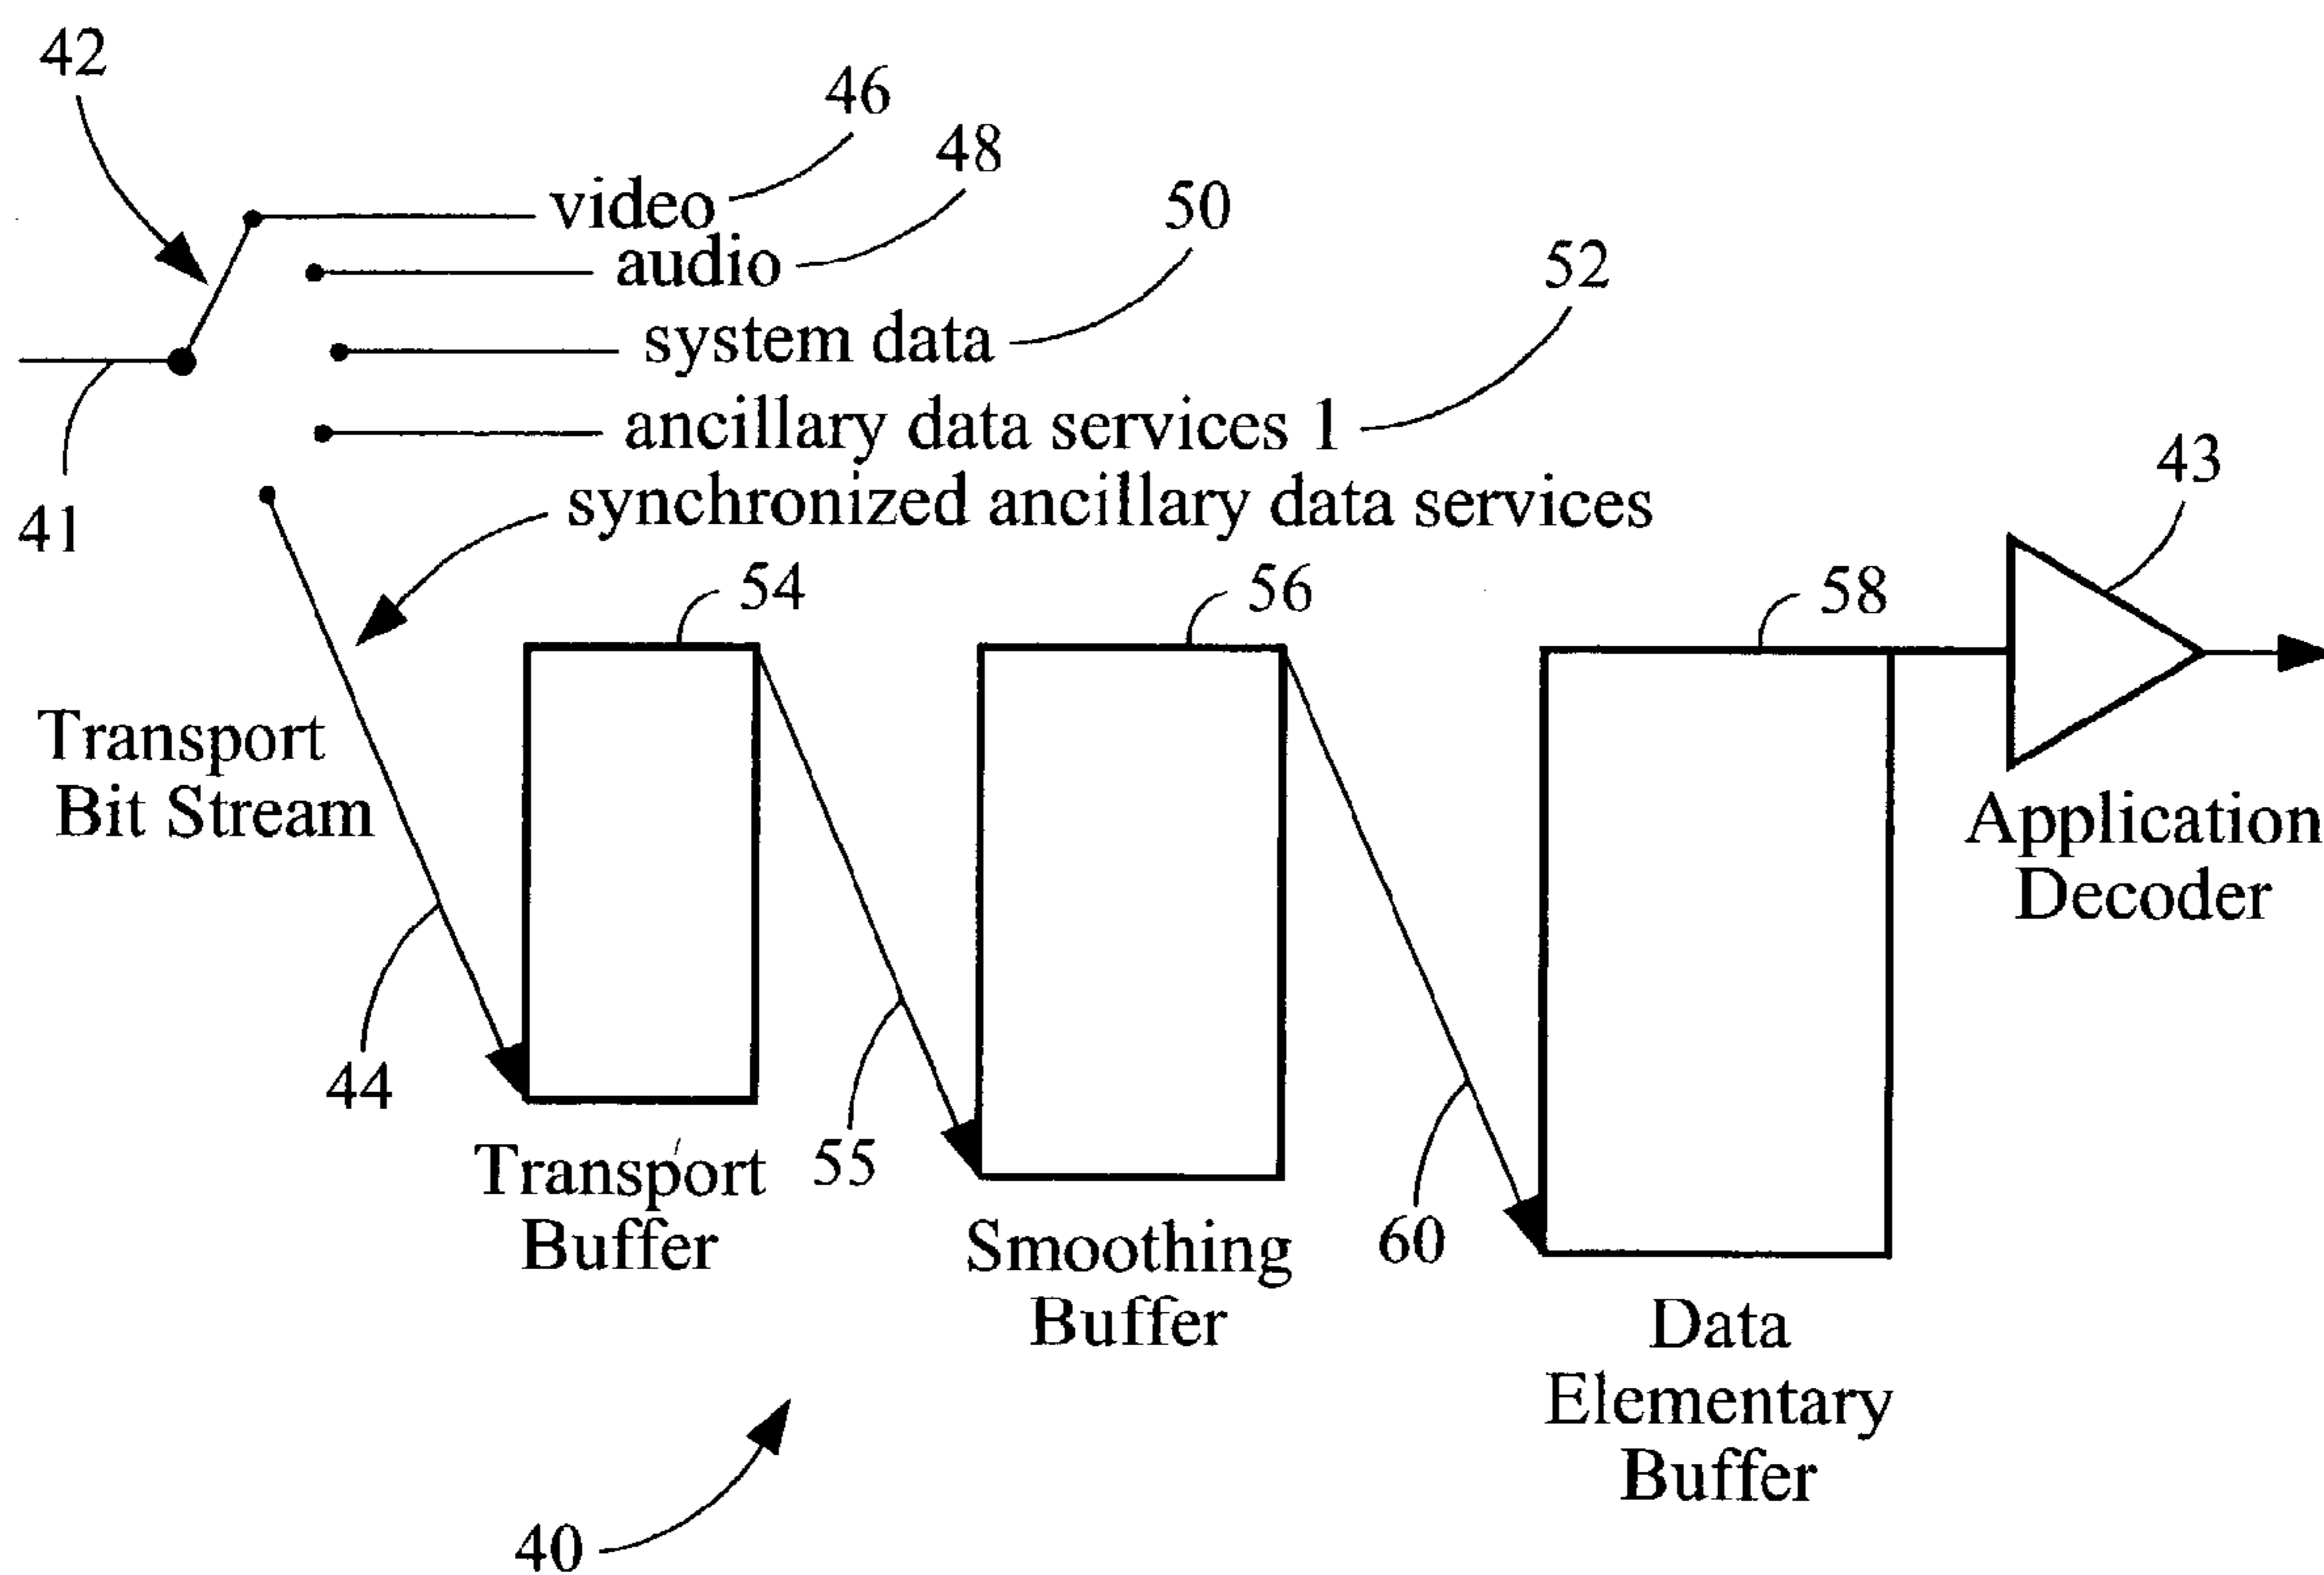 42
46
48
video
50
audio
52
system data
ancillary data services 1
43
synchronized ancillary data services
41
54
56
58
Transport
Bit Stream
Application
Decoder
44
Transport
Buffer
55
Smoothing
Buffer
60
Data
Elementary
Buffer
40